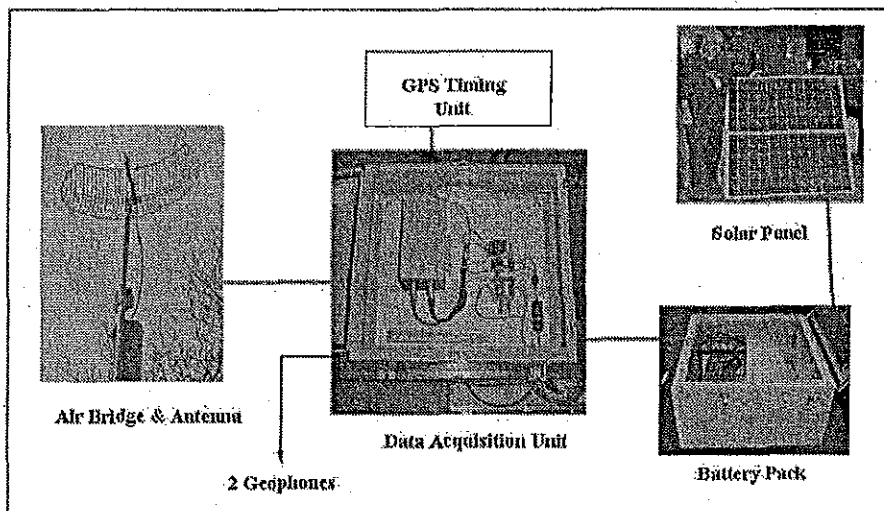 GPS Timing
Unit
Solar Panel
Air Bridge & Antenna
Data Acquisition Unit
2 Geophones
Battery Pack